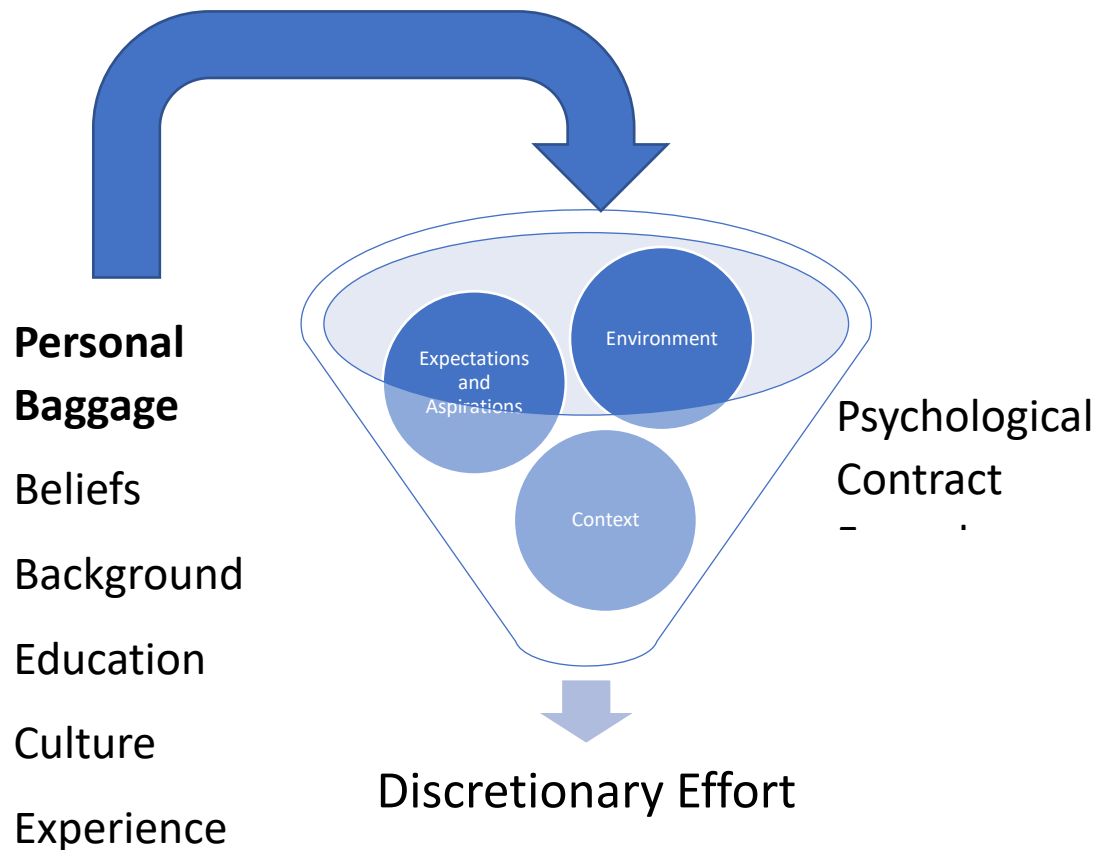 Personal
Baggage
Beliefs
Background
Education
Culture
Experience
Expectations
and
Aspirations
Environment
Context
Psychological
Contract
Discretionary Effort